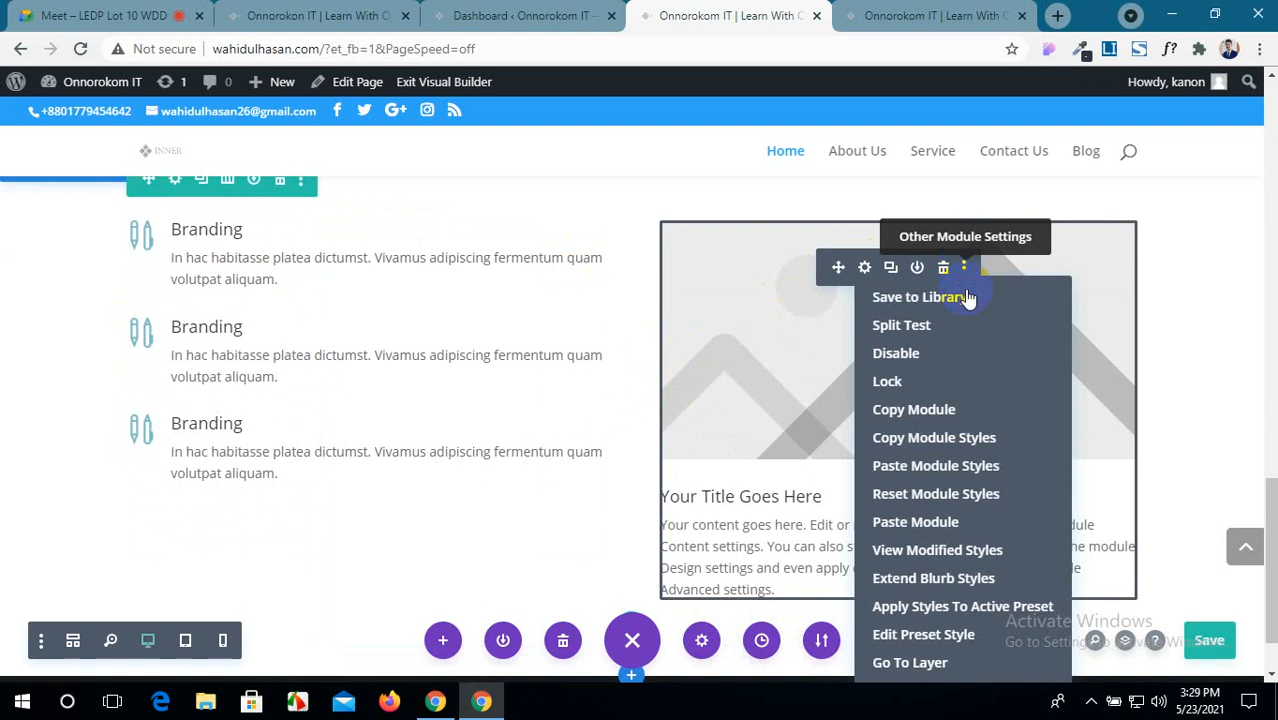 Meet – LEDP Lot 10 WDD
Onnorokon IT | Learn With O
Dashboard ‹ Onnorokom IT —
Onnorokom IT | Learn With O
Onnorokom IT | Learn With O
Not secure
wahidulhasan.com/?et_fb=1&PageSpeed=off
Onnorokom IT
1
0
New
Edit Page
Exit Visual Builder
Howdy, kanon
+8801779454642
wahidulhasan26@gmail.com
INNER
Home
About Us
Service
Contact Us
Blog
Branding
In hac habitasse platea dictumst. Vivamus adipiscing fermentum quam
volutpat aliquam.
Branding
In hac habitasse platea dictumst. Vivamus adipiscing fermentum quam
volutpat aliquam.
Branding
In hac habitasse platea dictumst. Vivamus adipiscing fermentum quam
volutpat aliquam.
Other Module Settings
Save to Library
Split Test
Disable
Lock
Copy Module
Copy Module Styles
Paste Module Styles
Reset Module Styles
Paste Module
View Modified Styles
Extend Blurb Styles
Apply Styles To Active Preset
Edit Preset Style
Go To Layer
Your Title Goes Here
Your content goes here. Edit or
Content settings. You can also
the module
Design settings and even apply
Advanced settings.
Activate Windows
Go to Settings to activate Windows.
Save
3:29 PM
5/23/2021